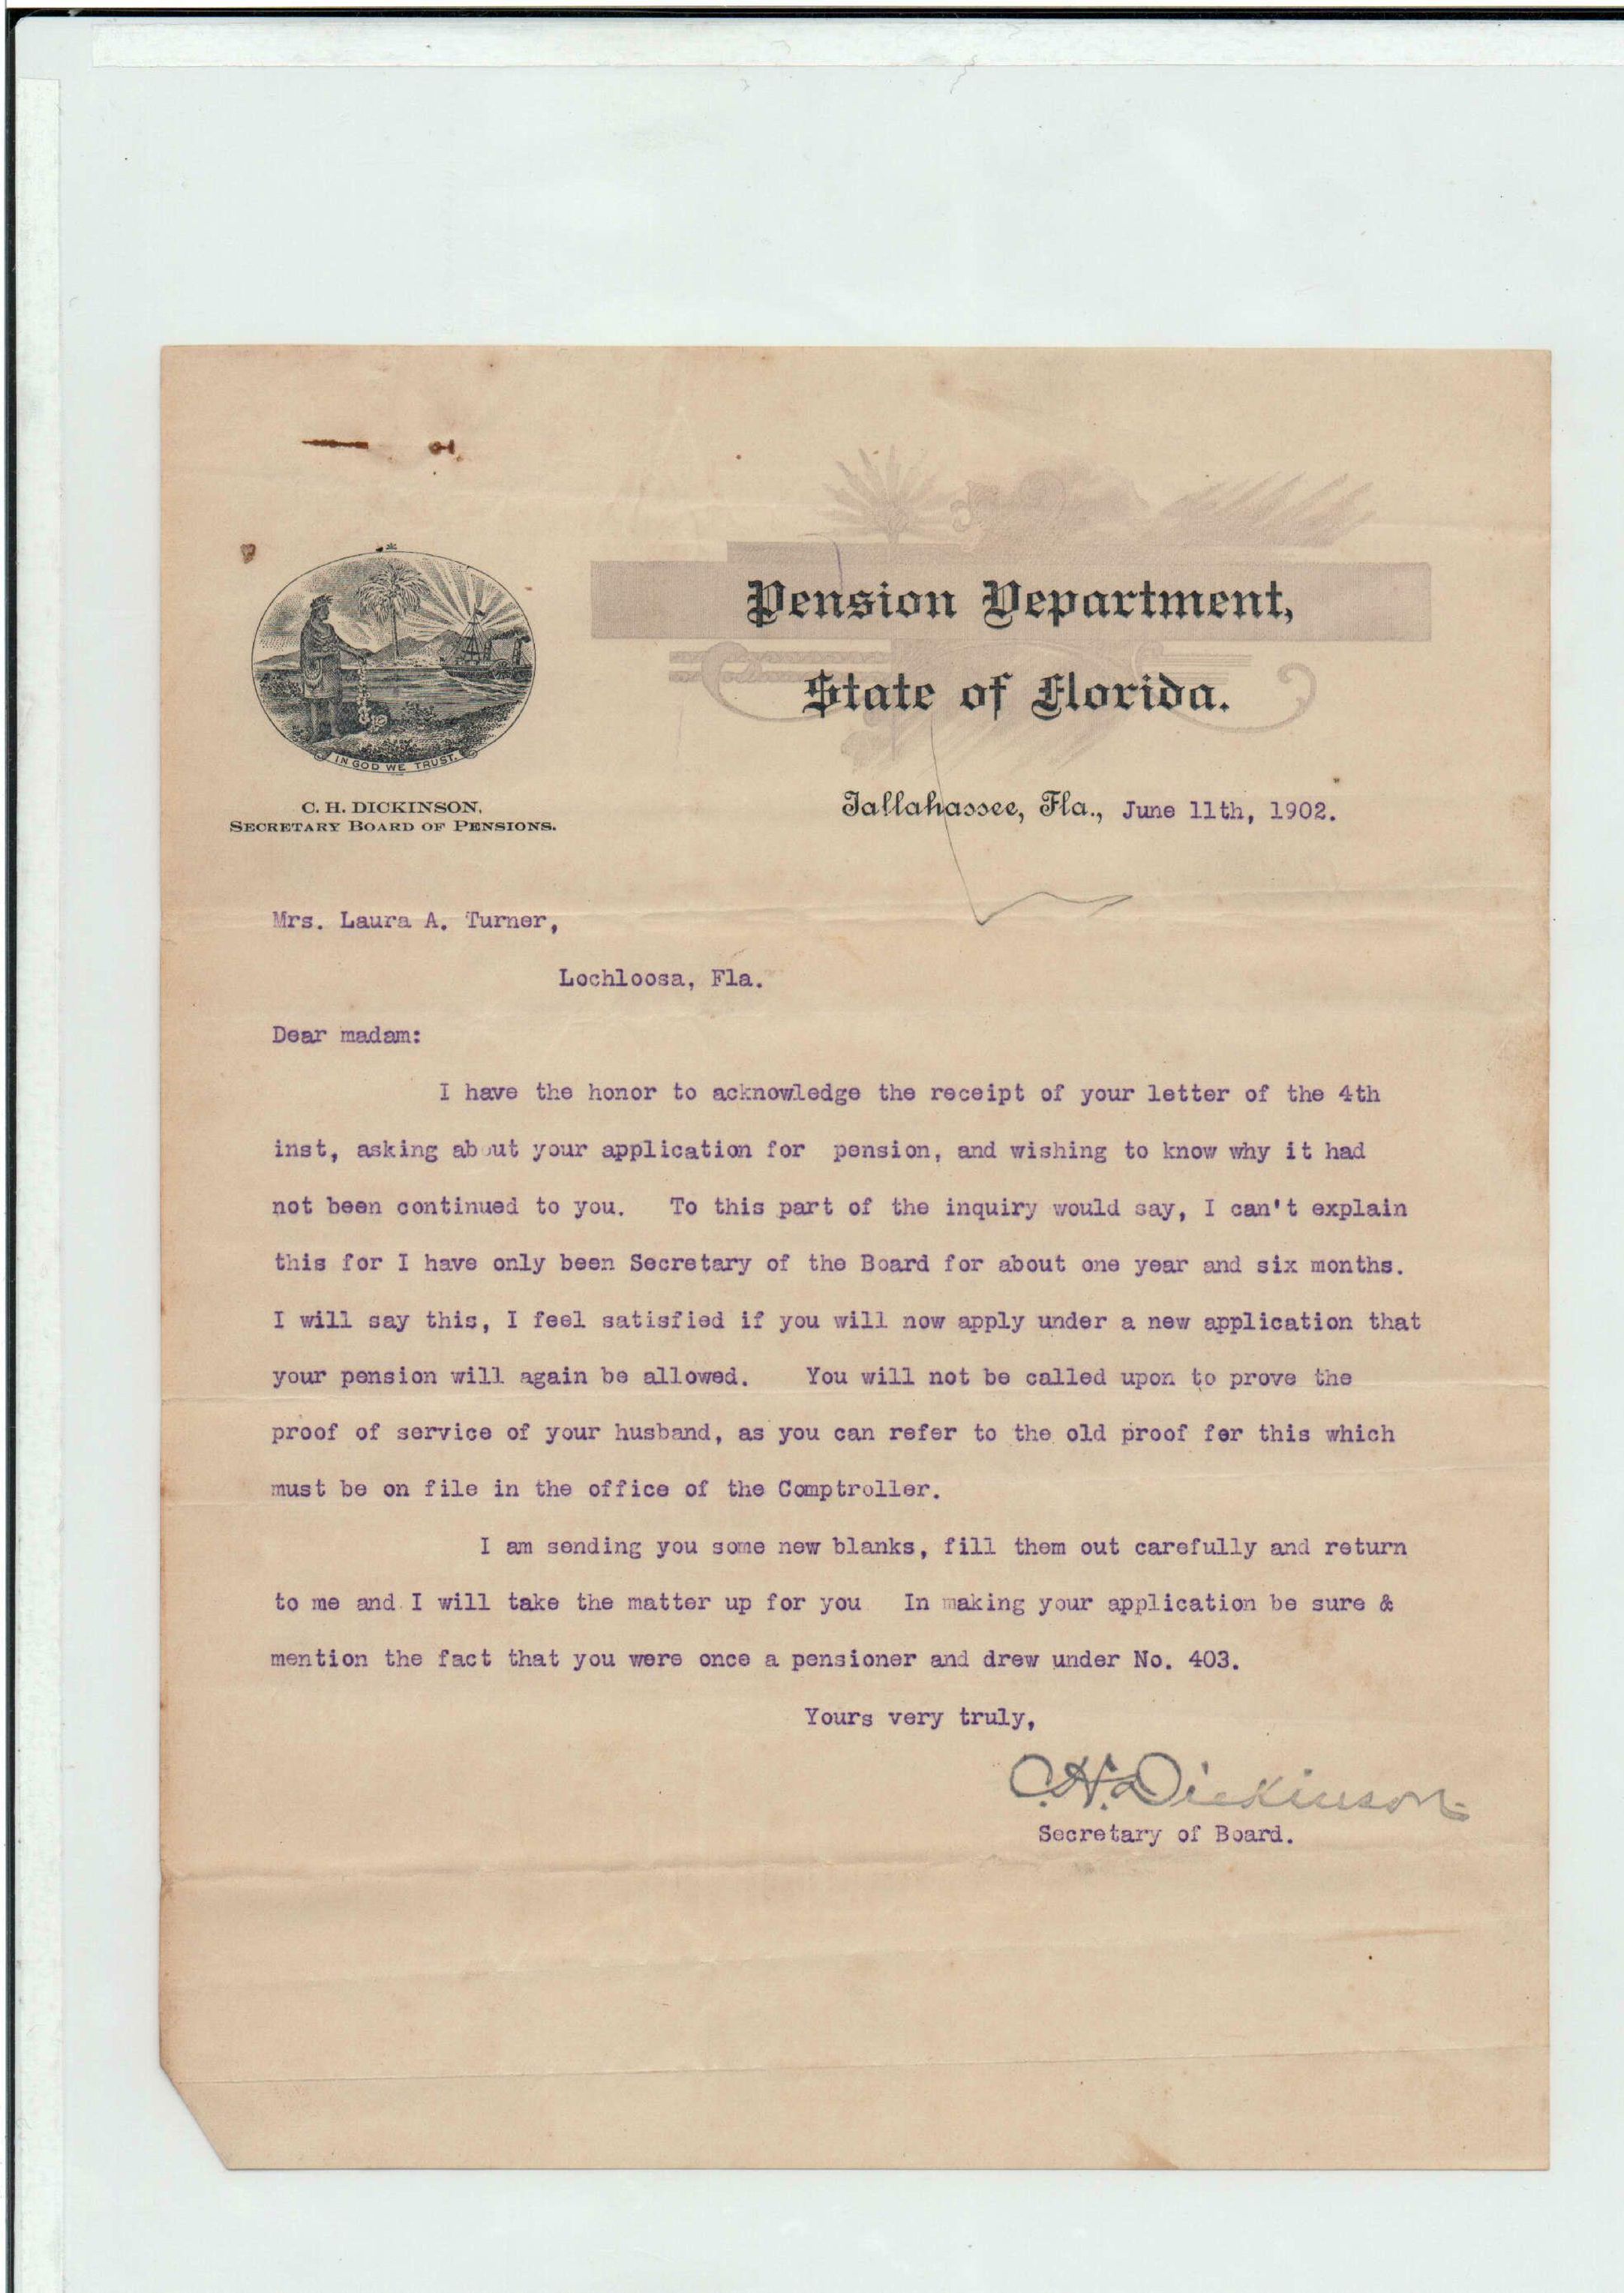 IN GOD WE TRUST.
C. H. DICKINSON,
SECRETARY BOARD OF PENSIONS.
Pension Department,
State of Florida.
Tallahassee, Fla., June 11th, 1902.
Mrs. Laura A. Turner,
Lochloosa, Fla.
Dear madam:
I have the honor to acknowledge the receipt of your letter of the 4th
inst, asking about your application for pension, and wishing to know why it had
not been continued to you. To this part of the inquiry would say, I can't explain
this for I have only been Secretary of the Board for about one year and six months.
I will say this, I feel satisfied if you will now apply under a new application that
your pension will again be allowed. You will not be called upon to prove the
proof of service of your husband, as you can refer to the old proof for this which
must be on file in the office of the Comptroller.
I am sending you some new blanks, fill them out carefully and return
to me and I will take the matter up for you In making your application be sure &
mention the fact that you were once a pensioner and drew under No. 403.
Yours very truly,
C. H. Dickinson
Secretary of Board.